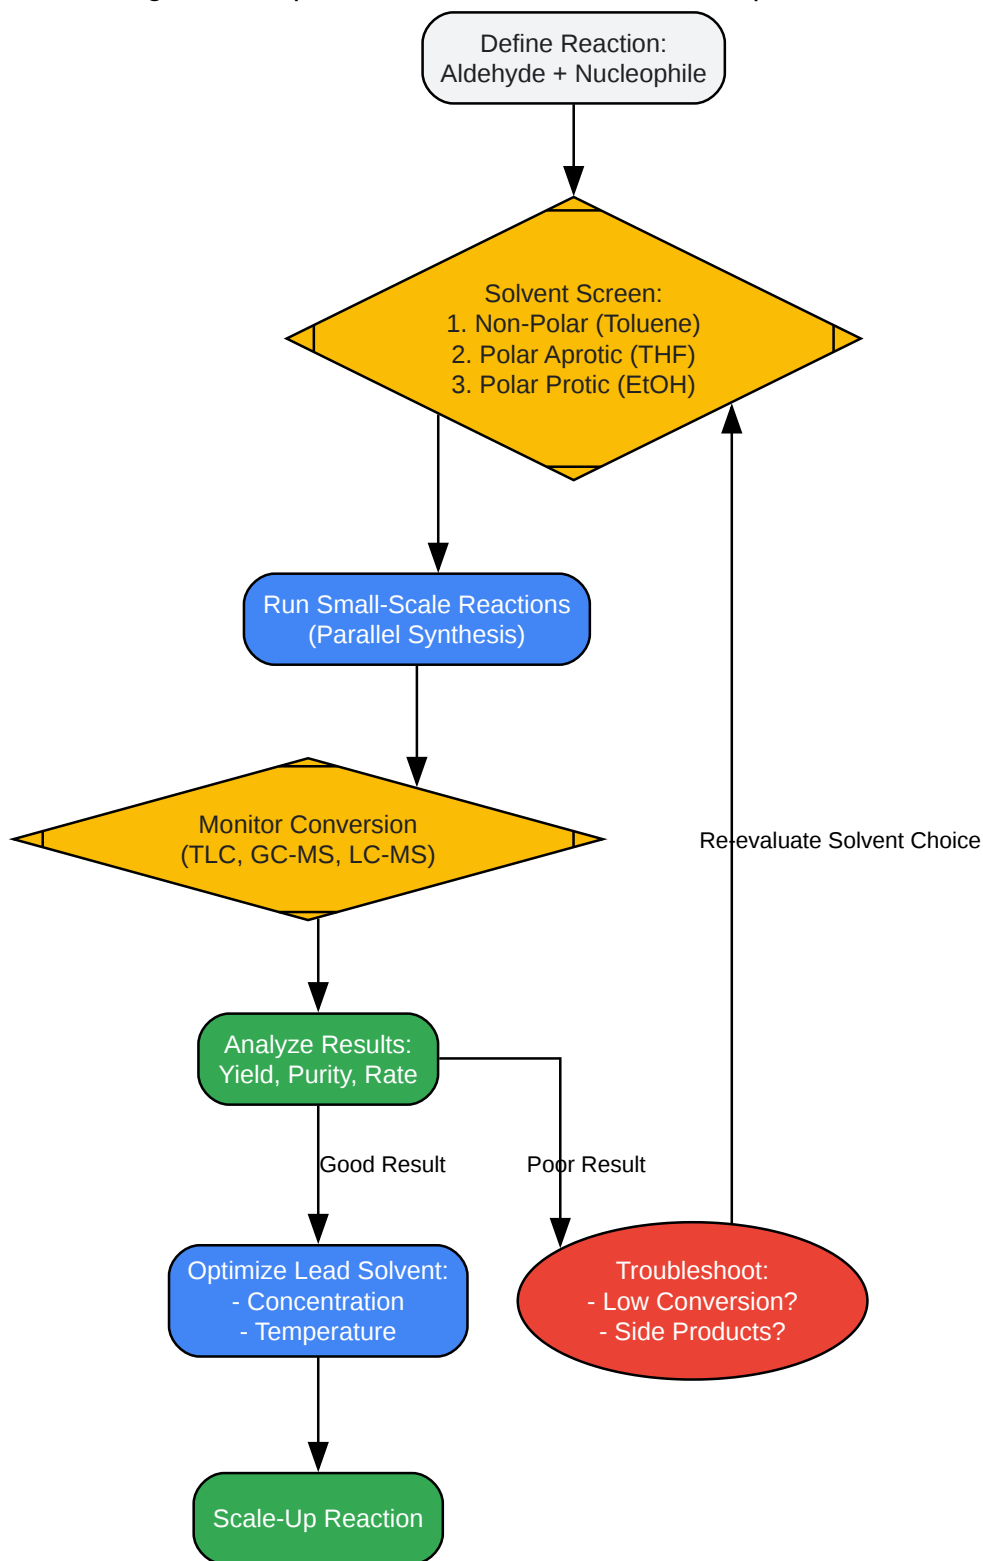 Define Reaction:
Aldehyde + Nucleophile
Solvent Screen:
1. Non-Polar (Toluene)
2. Polar Aprotic (THF)
3. Polar Protic (EtOH)
Run Small-Scale Reactions
(Parallel Synthesis)
Monitor Conversion
(TLC, GC-MS, LC-MS)
Re-evaluate Solvent Choice
Analyze Results:
Yield, Purity, Rate
Good Result
Poor Result
Optimize Lead Solvent:
- Concentration
- Temperature
Troubleshoot:
- Low Conversion?
- Side Products?
Scale-Up Reaction